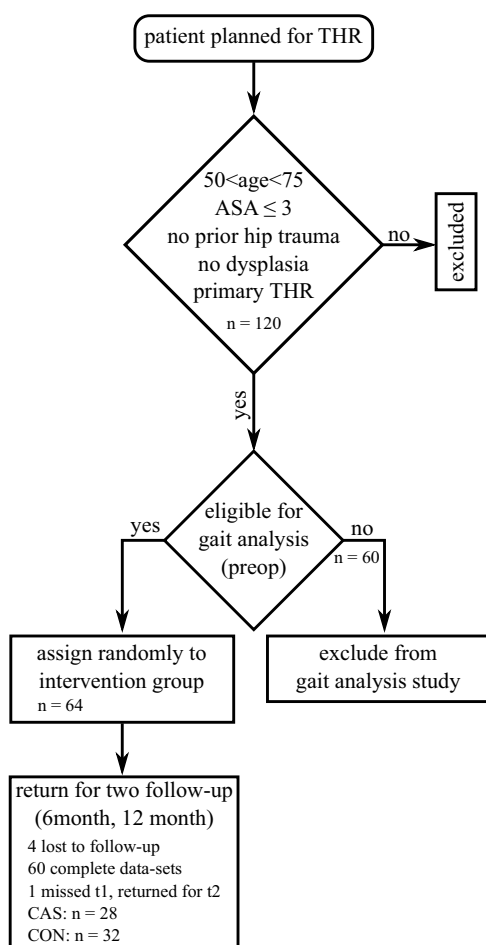 patient planned for THR
50<age<75
ASA ≤ 3
no prior hip trauma
no dysplasia
primary THR
n = 120
no
excluded
yes
eligible for
gait analysis
(preop)
yes
no
n = 60
assign randomly to
intervention group
n = 64
exclude from
gait analysis study
return for two follow-up
(6month, 12 month)
4 lost to follow-up
60 complete data-sets
1 missed t1, returned for t2
CAS: n = 28
CON: n = 32